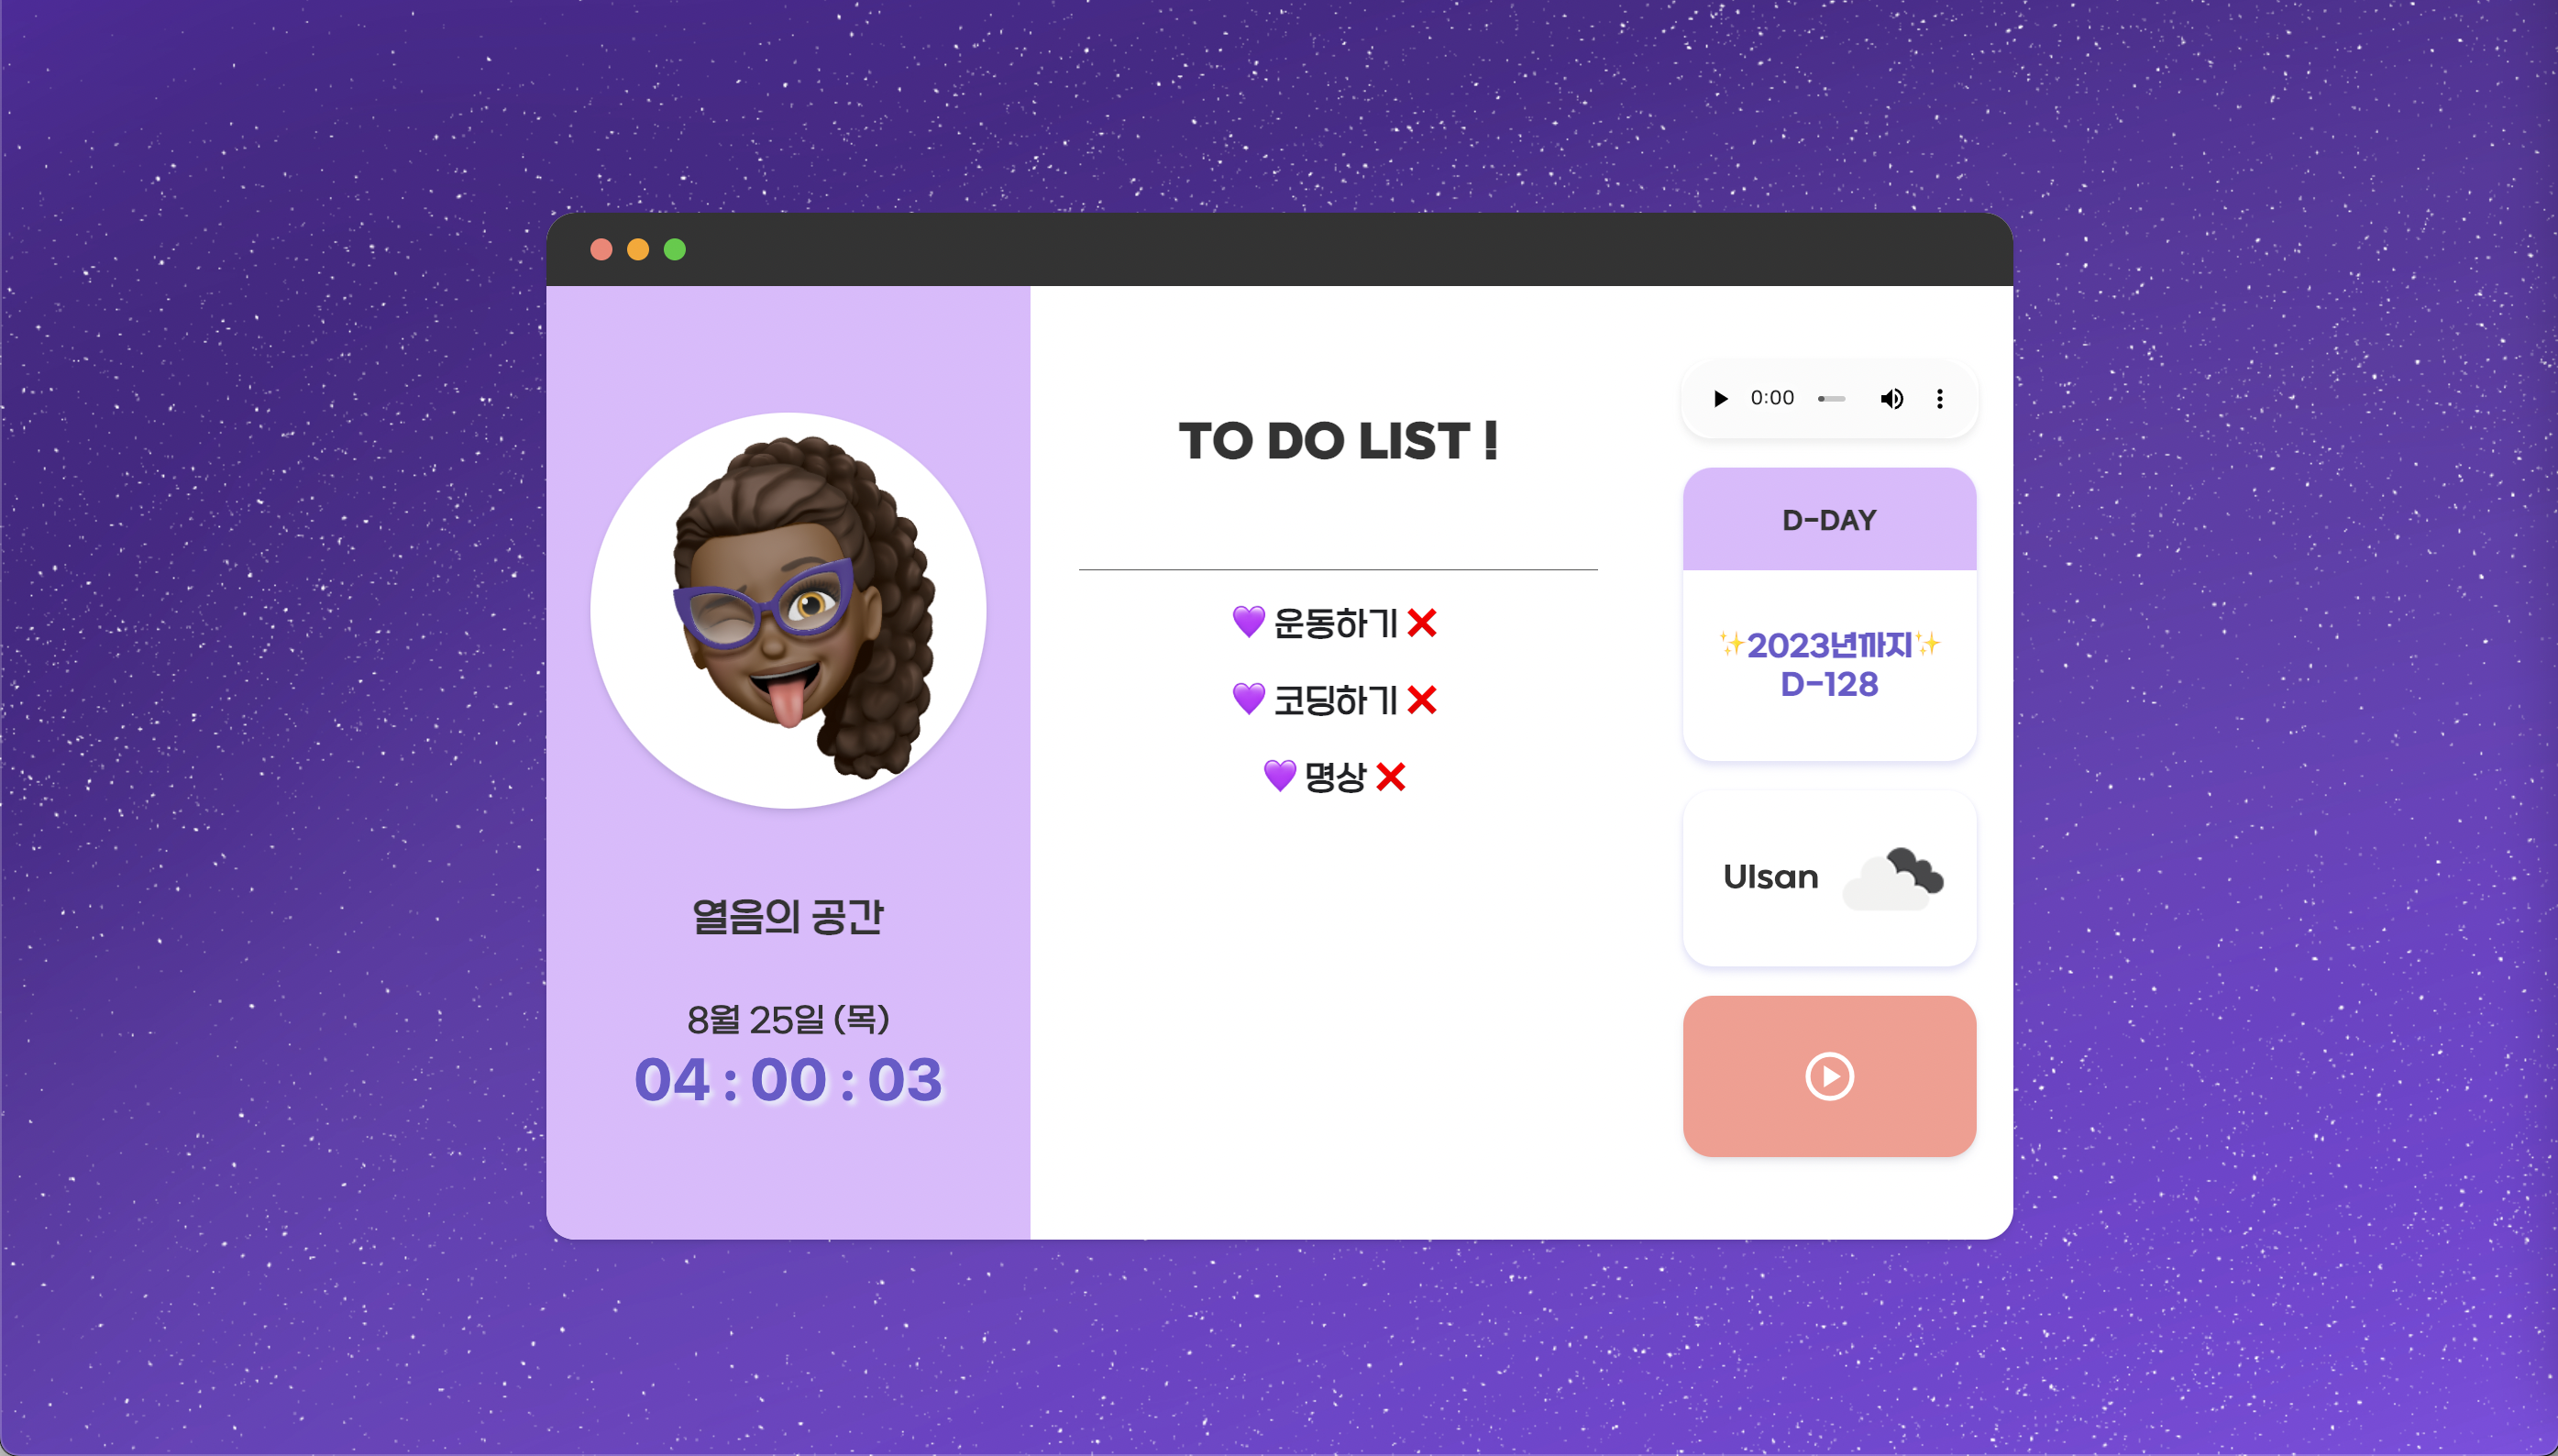 열음의 공간
8월 25일 (목)
04 : 00 : 03
TO DO LIST !
💜 운동하기 ❌
💜 코딩하기 ❌
💜 명상 ❌
0:00
D-DAY
✨2023년까지✨
D-128
Ulsan